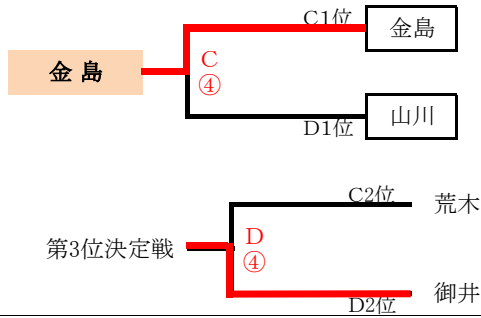 C1位
金島
金 島
C
④
D1位
山川
C2位
荒木
第3位決定戦
D
④
D2位
御井